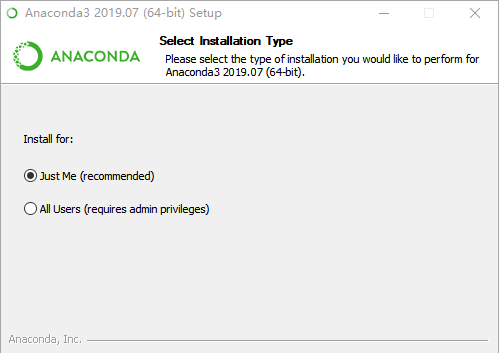 Anaconda3 2019.07 (64-bit) Setup
ANACONDA
Select Installation Type
Please select the type of installation you would like to perform for
Anaconda3 2019.07 (64-bit).
Install for:
Just Me (recommended)
All Users (requires admin privileges)
Anaconda, Inc.